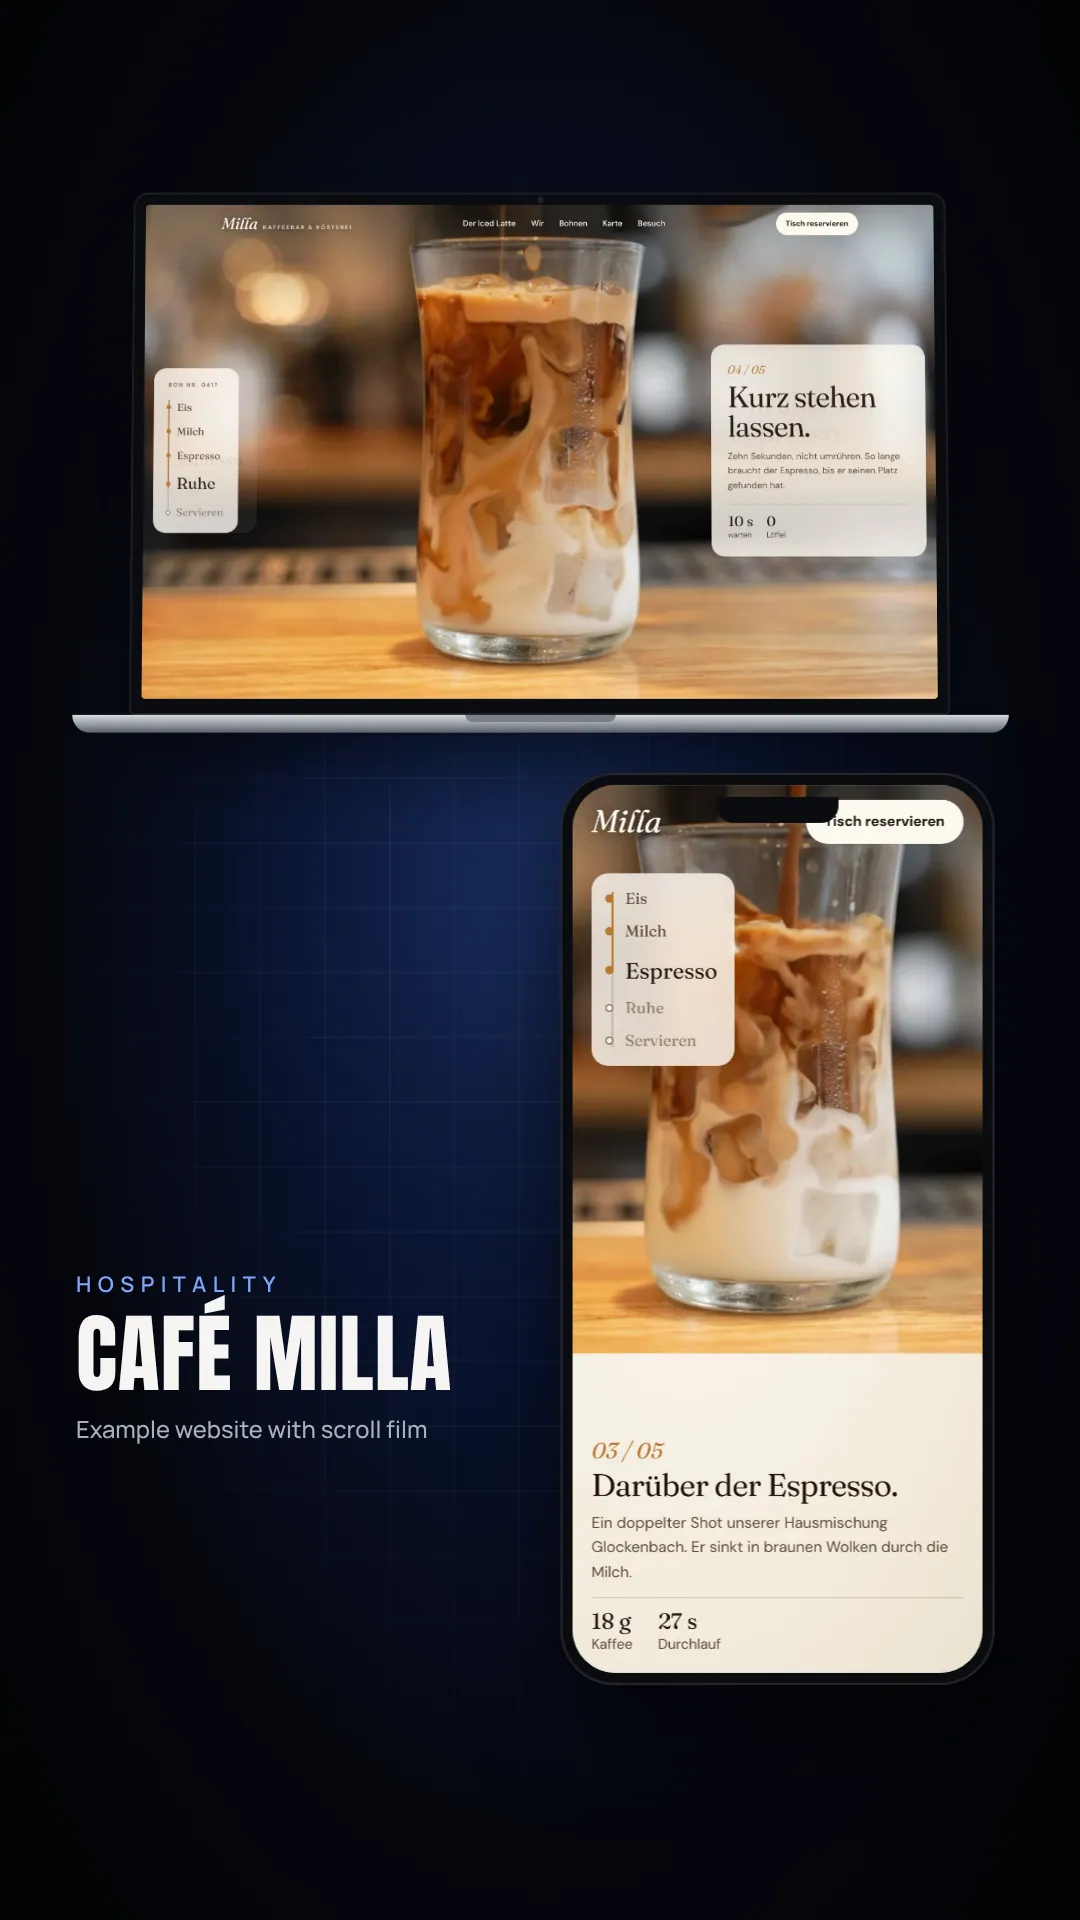 Milla KAFFEEBAR & RÖSTEREI
Der Iced Latte Wir Bohnen Karte Besuch
Tisch reservieren
BON NR. 0417
Eis
Milch
Espresso
Ruhe
Servieren
04 / 05
Kurz stehen
lassen.
Zehn Sekunden, nicht umrühren. So lange
braucht der Espresso, bis er seinen Platz
gefunden hat.
10 s 0
warten Löffel
Milla
Tisch reservieren
Eis
Milch
Espresso
Ruhe
Servieren
03 / 05
Darüber der Espresso.
Ein doppelter Shot unserer Hausmischung
Glockenbach. Er sinkt in braunen Wolken durch die
Milch.
18 g 27 s
Kaffee Durchlauf
HOSPITALITY
CAFÉ MILLA
Example website with scroll film